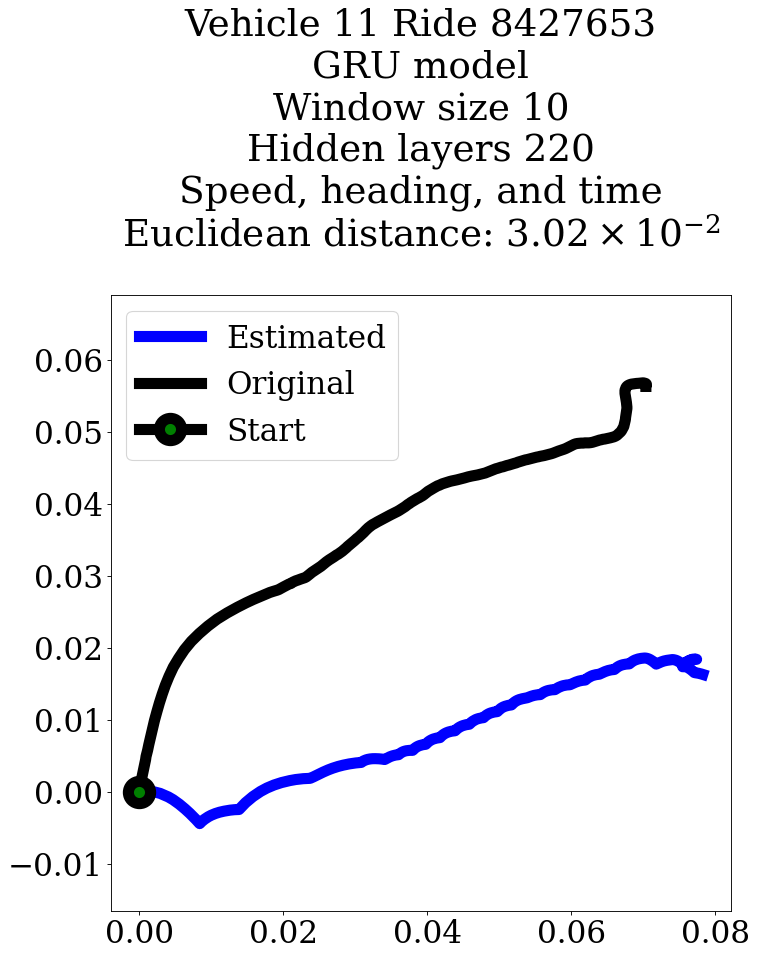 Vehicle 11 Ride 8427653
GRU model
Window size 10
Hidden layers 220
Speed, heading, and time
Euclidean distance: 3.02 × 10⁻²
Estimated
Original
Start
0.06
0.05
0.04
0.03
0.02
0.01
0.00
−0.01
0.00 0.02 0.04 0.06 0.08